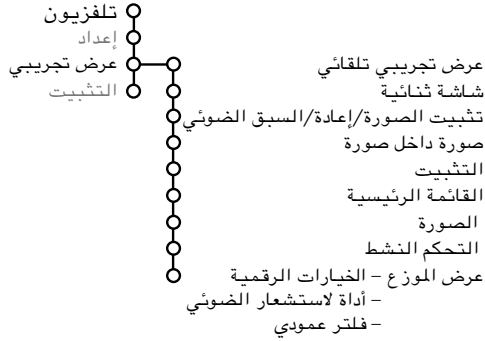 تلفزيون
إعداد
عرض تجريبي
التثبيت
عرض تجريبي تلقائي
شاشة ثنائية
تثبيت الصورة/إعادة/السبق الضوئي
صورة داخل صورة
التثبيت
القائمة الرئيسية
الصورة
التحكم النشط
عرض الموزع – الخيارات الرقمية
– أداة لاستشعار الضوئي
– فلتر عمودي